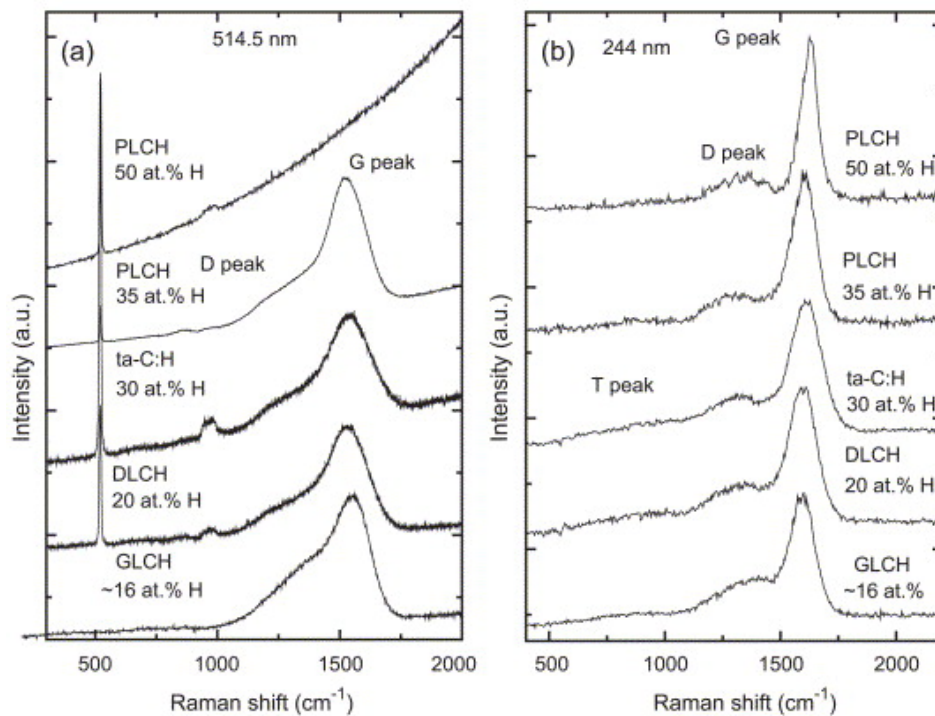 (a)
514.5 nm
PLCH
50 at.% H
G peak
D peak
PLCH
35 at.% H
ta-C:H
30 at.% H
DLCH
20 at.% H
GLCH
~16 at.% H
Intensity (a.u.)
500 1000 1500 2000
Raman shift (cm⁻¹)
(b)
244 nm
G peak
D peak
PLCH
50 at.% H
PLCH
35 at.% H
T peak
ta-C:H
30 at.% H
DLCH
20 at.% H
GLCH
~16 at.%
Intensity (a.u.)
500 1000 1500 2000
Raman shift (cm⁻¹)